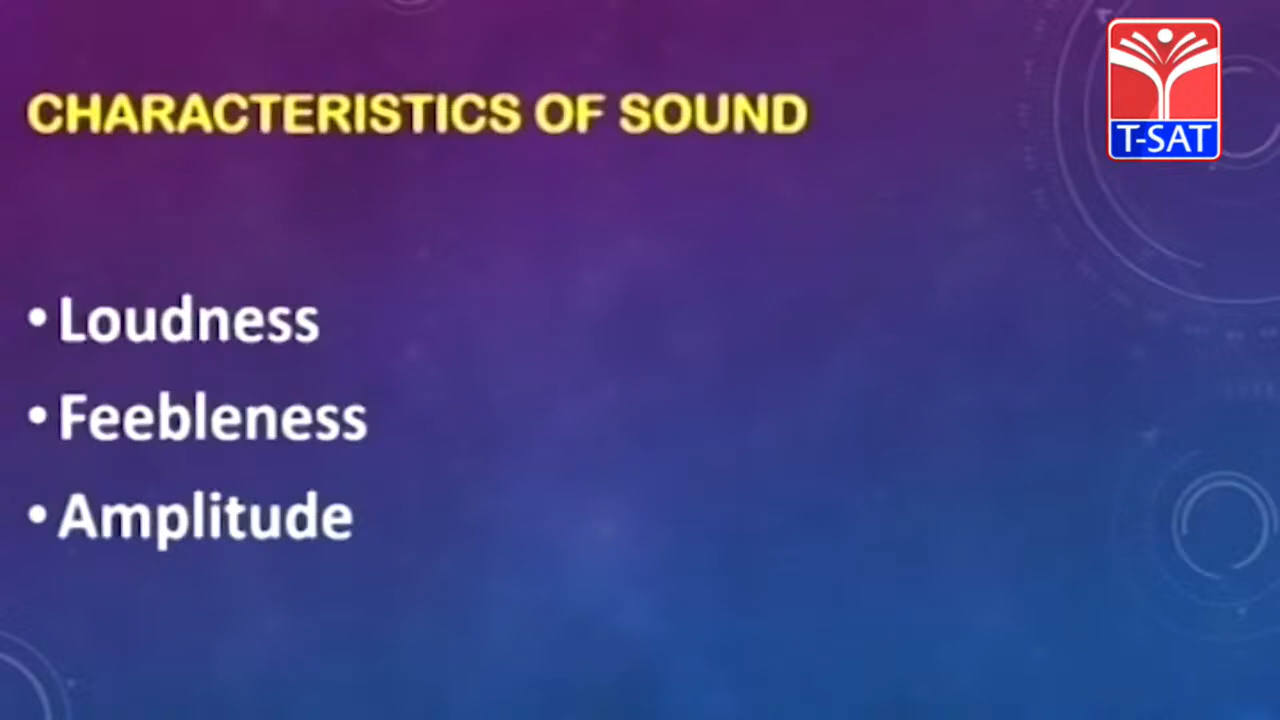 T-SAT
CHARACTERISTICS OF SOUND
• Loudness
• Feebleness
• Amplitude